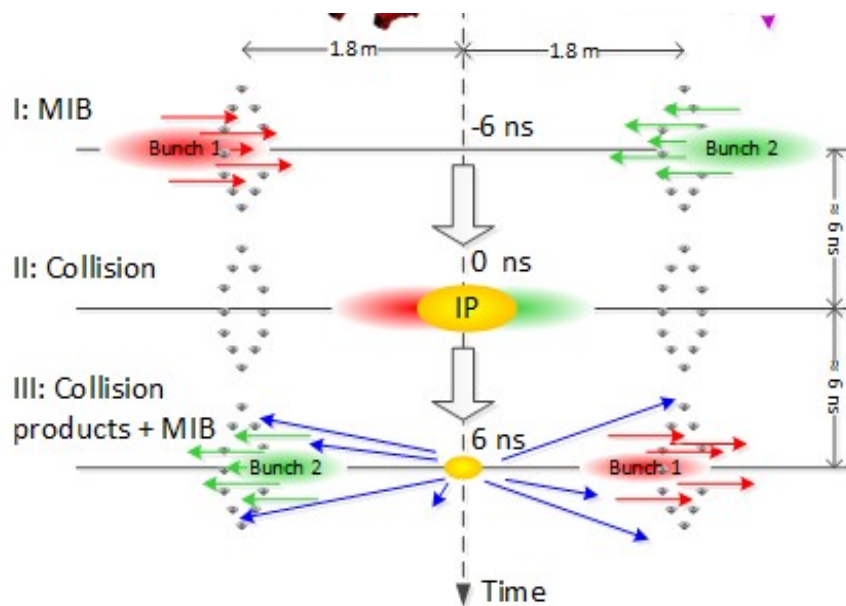 1.8 m
1.8 m
I: MIB
-6 ns
Bunch 1
Bunch 2
≈ 6 ns
II: Collision
0 ns
IP
≈ 6 ns
III: Collision
products + MIB
6 ns
Bunch 2
Bunch 1
Time